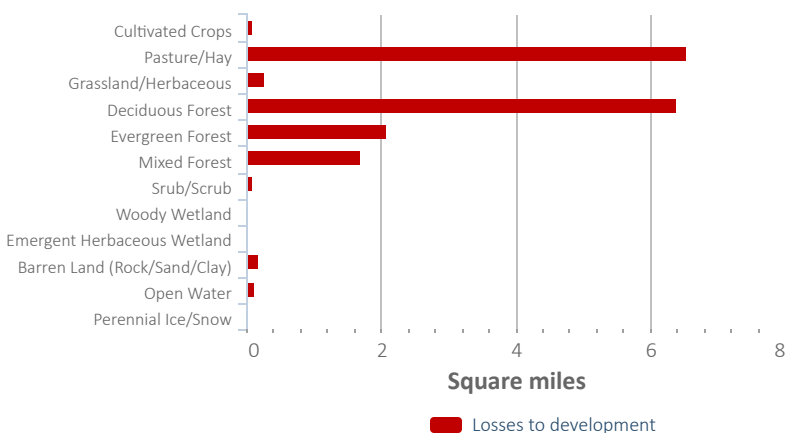 Cultivated Crops
Pasture/Hay
Grassland/Herbaceous
Deciduous Forest
Evergreen Forest
Mixed Forest
Srub/Scrub
Woody Wetland
Emergent Herbaceous Wetland
Barren Land (Rock/Sand/Clay)
Open Water
Perennial Ice/Snow
0 2 4 6 8
Square miles
Losses to development